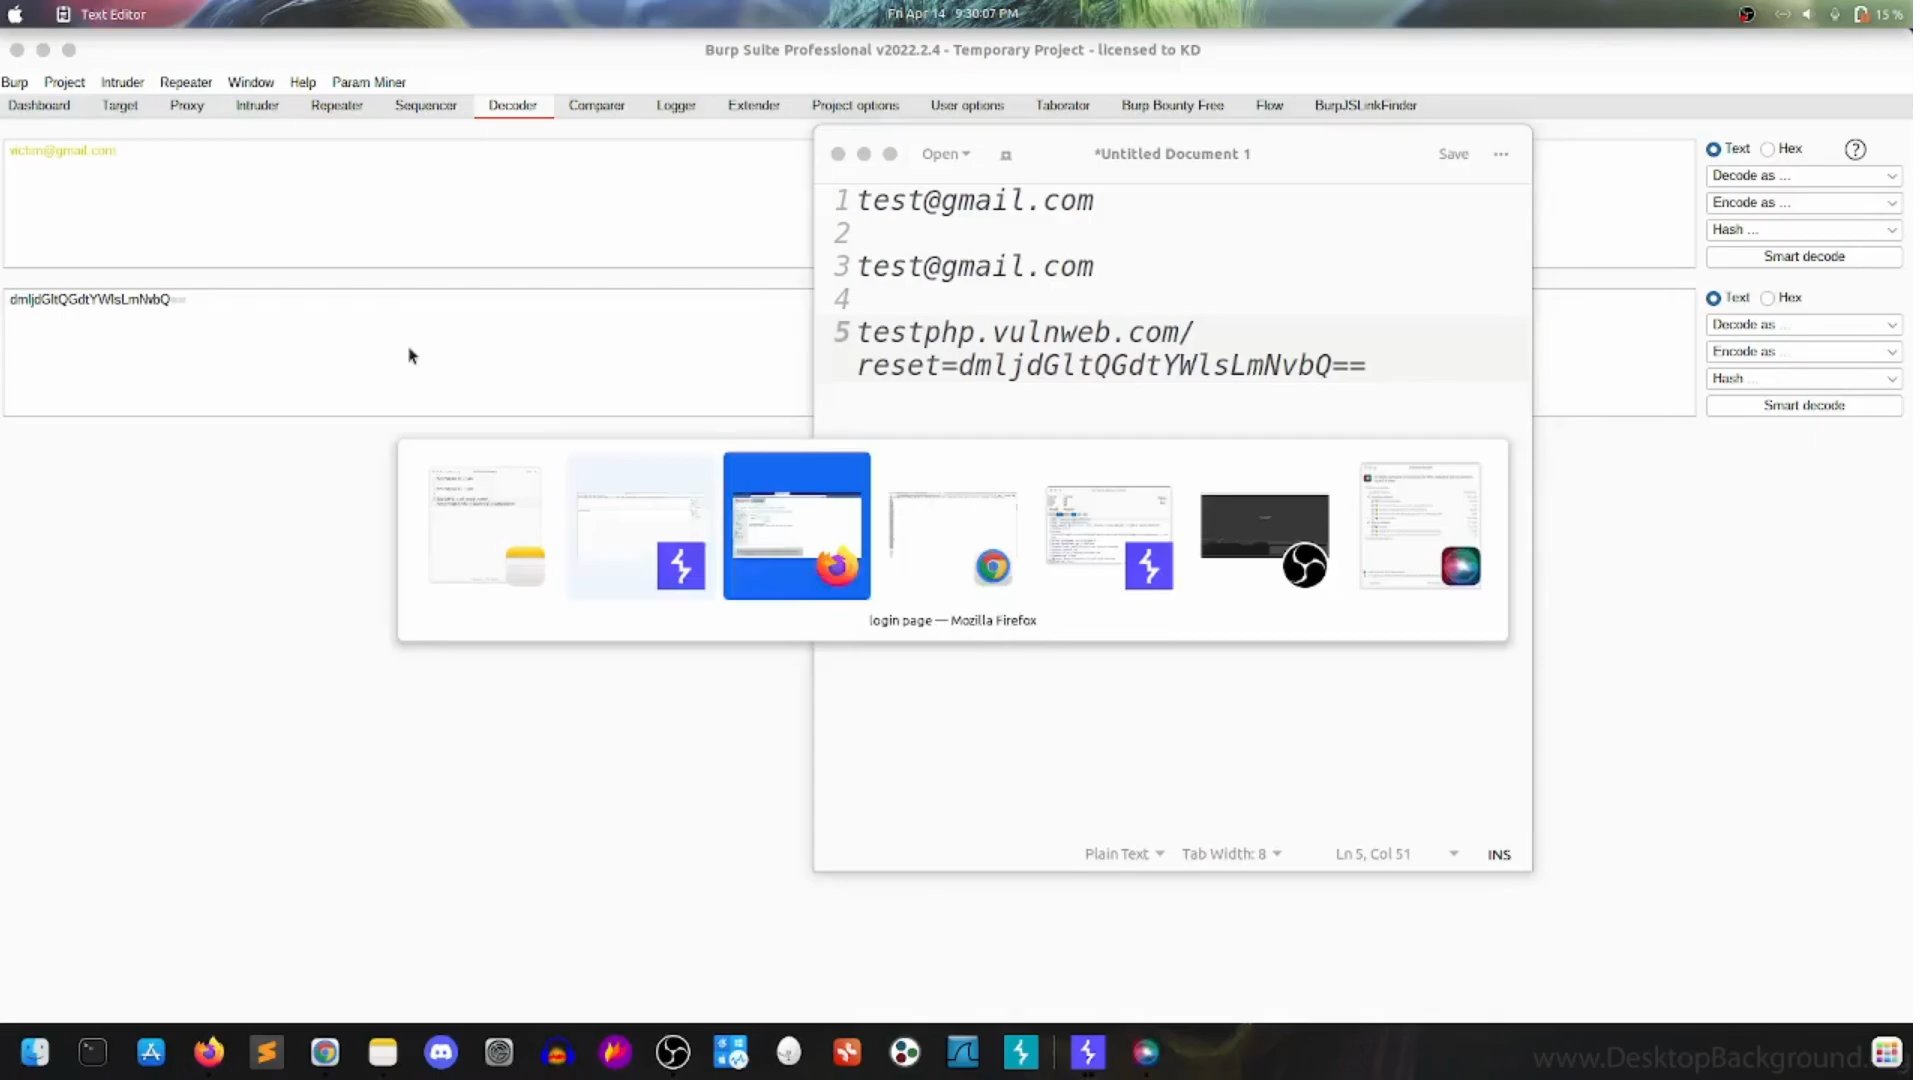 Text Editor
Fri Apr 14 9:30:07 PM
15 %
Burp Suite Professional v2022.2.4 - Temporary Project - licensed to KD
Burp Project Intruder Repeater Window Help Param Miner
Dashboard Target Proxy Intruder Repeater Sequencer Decoder Comparer Logger Extender Project options User options Taborator Burp Bounty Free Flow BurpJSLinkFinder
victim@gmail.com
Text Hex ?
Decode as ...
Encode as ...
Hash ...
Smart decode
dmljdGltQGdtYWlsLmNvbQ==
Text Hex
Decode as ...
Encode as ...
Hash ...
Smart decode
Open *Untitled Document 1 Save
1 test@gmail.com
2
3 test@gmail.com
4
5 testphp.vulnweb.com/
reset=dmljdGltQGdtYWlsLmNvbQ==
login page — Mozilla Firefox
Plain Text Tab Width: 8 Ln 5, Col 51 INS